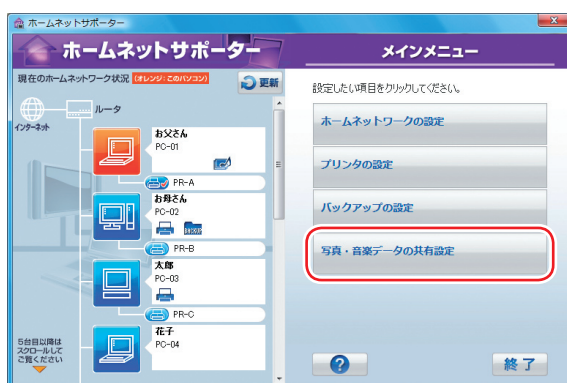 ホームネットサポーター
ホームネットサポーター
メインメニュー
現在のホームネットワーク状況 (オレンジ：このパソコン)
更新
設定したい項目をクリックしてください。
インターネット
ルータ
お父さん
PC-01
PR-A
お母さん
PC-02
BACKUP
PR-B
太郎
PC-03
PR-C
花子
PC-04
5台目以降は
スクロールして
ご覧ください
ホームネットワークの設定
プリンタの設定
バックアップの設定
写真・音楽データの共有設定
?
終了